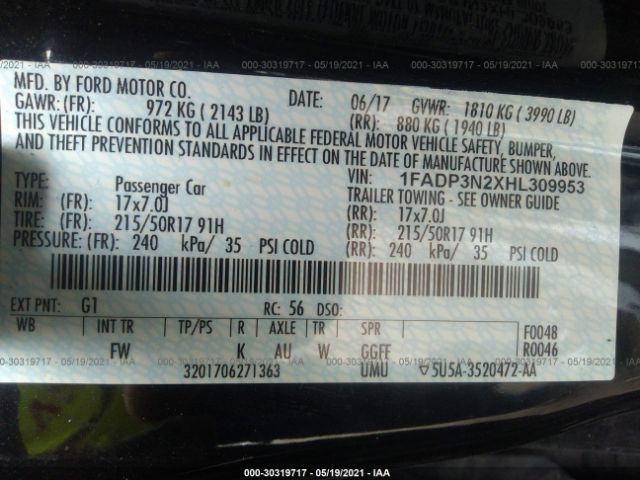 000-30319717 - 05/19/2021 - IAA
MFD. BY FORD MOTOR CO.
DATE: 06/17 GVWR: 1810 KG ( 3990 LB)
GAWR: (FR): 972 KG ( 2143 LB) (RR): 880 KG ( 1940 LB)
THIS VEHICLE CONFORMS TO ALL APPLICABLE FEDERAL MOTOR VEHICLE SAFETY, BUMPER,
AND THEFT PREVENTION STANDARDS IN EFFECT ON THE DATE OF MANUFACTURE SHOWN ABOVE.
VIN: 1FADP3N2XHL309953
TYPE: Passenger Car TRAILER TOWING - SEE OWNER GUIDE
RIM: (FR): 17x7.0J (RR): 17x7.0J
TIRE: (FR): 215/50R17 91H (RR): 215/50R17 91H
PRESSURE: (FR): 240 kPa/ 35 PSI COLD (RR): 240 kPa/ 35 PSI COLD
EXT PNT: G1 RC: 56 DSO:
WB INT TR TP/PS R AXLE TR SPR F0048
FW K AU W GGFF R0046
3201706271363 UMU 5U5A-3520472-AA
000-30319717 - 05/19/2021 - IAA